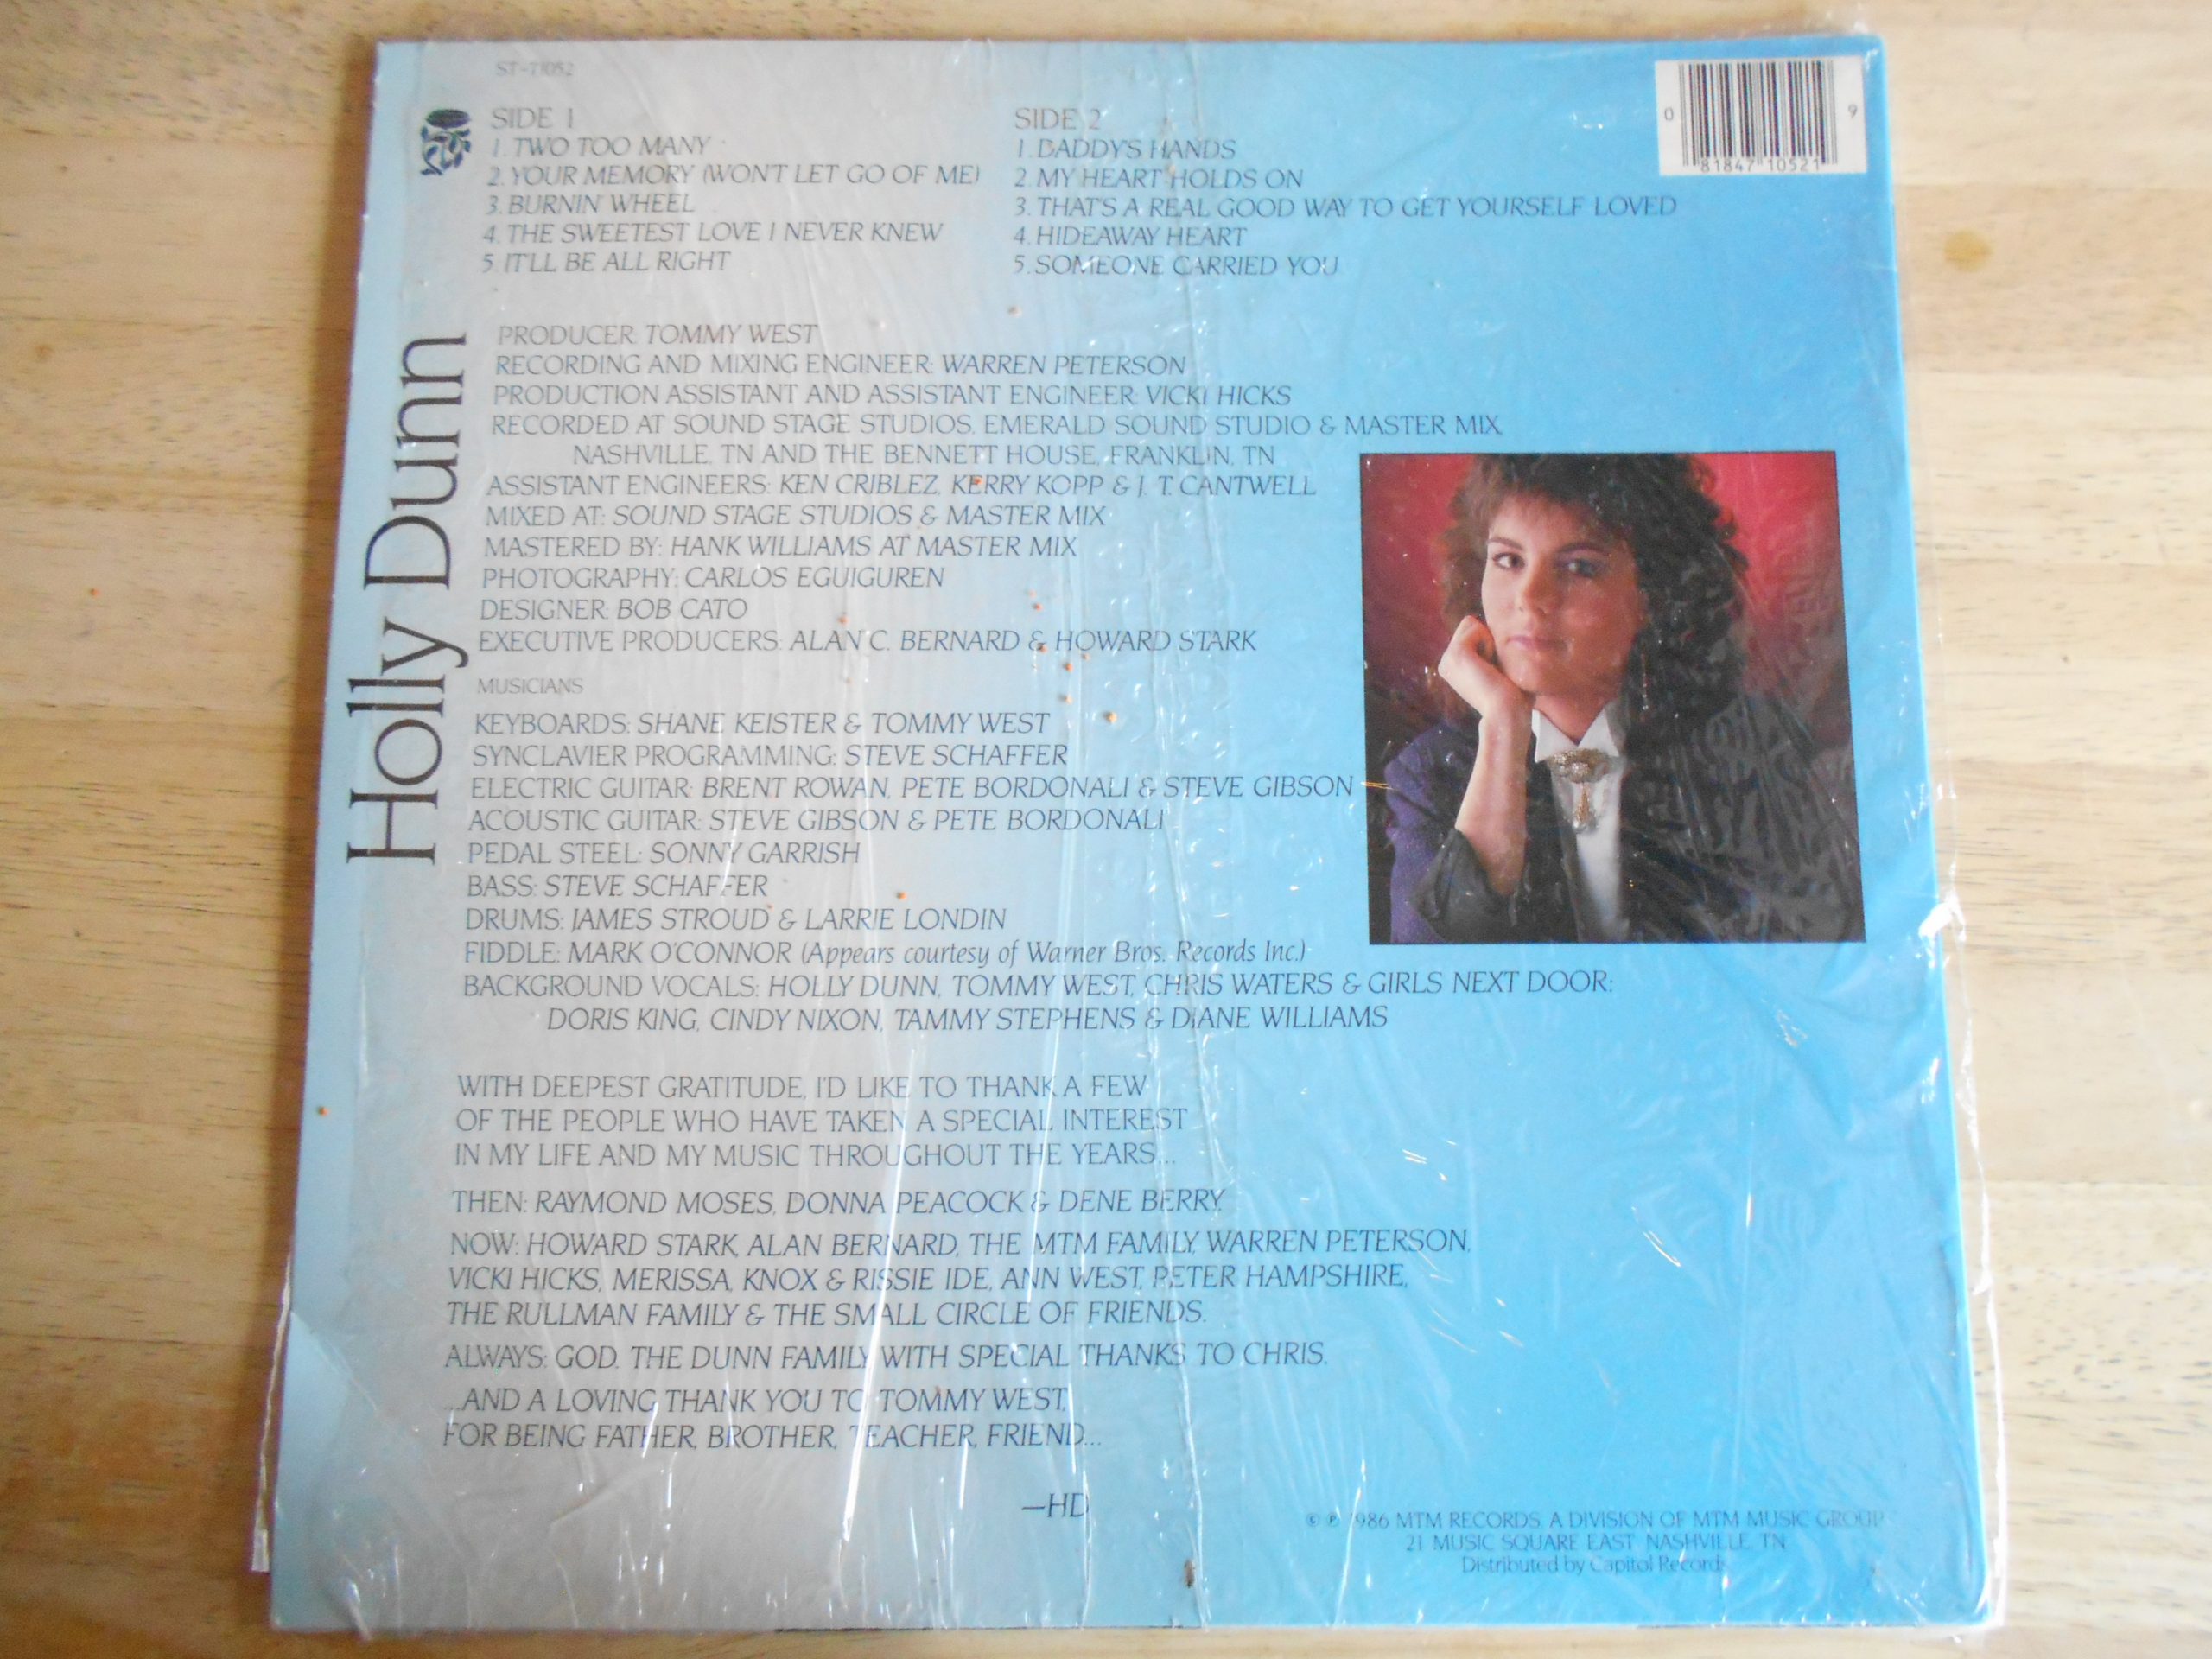 ST-71052
SIDE 1
1. TWO TOO MANY
2. YOUR MEMORY (WON'T LET GO OF ME)
3. BURNIN' WHEEL
4. THE SWEETEST LOVE I NEVER KNEW
5. IT'LL BE ALL RIGHT
SIDE 2
1. DADDY'S HANDS
2. MY HEART HOLDS ON
3. THAT'S A REAL GOOD WAY TO GET YOURSELF LOVED
4. HIDEAWAY HEART
5. SOMEONE CARRIED YOU
0 81847 10521 9
Holly Dunn
PRODUCER: TOMMY WEST
RECORDING AND MIXING ENGINEER: WARREN PETERSON
PRODUCTION ASSISTANT AND ASSISTANT ENGINEER: VICKI HICKS
RECORDED AT SOUND STAGE STUDIOS, EMERALD SOUND STUDIO & MASTER MIX,
NASHVILLE, TN AND THE BENNETT HOUSE, FRANKLIN, TN
ASSISTANT ENGINEERS: KEN CRIBLEZ, KERRY KOPP & J. T. CANTWELL
MIXED AT: SOUND STAGE STUDIOS & MASTER MIX
MASTERED BY: HANK WILLIAMS AT MASTER MIX
PHOTOGRAPHY: CARLOS EGUIGUREN
DESIGNER: BOB CATO
EXECUTIVE PRODUCERS: ALAN C. BERNARD & HOWARD STARK
MUSICIANS
KEYBOARDS: SHANE KEISTER & TOMMY WEST
SYNCLAVIER PROGRAMMING: STEVE SCHAFFER
ELECTRIC GUITAR: BRENT ROWAN, PETE BORDONALI & STEVE GIBSON
ACOUSTIC GUITAR: STEVE GIBSON & PETE BORDONALI
PEDAL STEEL: SONNY GARRISH
BASS: STEVE SCHAFFER
DRUMS: JAMES STROUD & LARRIE LONDIN
FIDDLE: MARK O'CONNOR (Appears courtesy of Warner Bros. Records Inc.)
BACKGROUND VOCALS: HOLLY DUNN, TOMMY WEST, CHRIS WATERS & GIRLS NEXT DOOR:
DORIS KING, CINDY NIXON, TAMMY STEPHENS & DIANE WILLIAMS
WITH DEEPEST GRATITUDE, I'D LIKE TO THANK A FEW
OF THE PEOPLE WHO HAVE TAKEN A SPECIAL INTEREST
IN MY LIFE AND MY MUSIC THROUGHOUT THE YEARS...
THEN: RAYMOND MOSES, DONNA PEACOCK & DENE BERRY.
NOW: HOWARD STARK, ALAN BERNARD, THE MTM FAMILY, WARREN PETERSON,
VICKI HICKS, MERISSA, KNOX & RISSIE IDE, ANN WEST, PETER HAMPSHIRE,
THE RULLMAN FAMILY & THE SMALL CIRCLE OF FRIENDS.
ALWAYS: GOD. THE DUNN FAMILY WITH SPECIAL THANKS TO CHRIS.
...AND A LOVING THANK YOU TO TOMMY WEST,
FOR BEING FATHER, BROTHER, TEACHER, FRIEND...
—HD
© ℗ 1986 MTM RECORDS, A DIVISION OF MTM MUSIC GROUP
21 MUSIC SQUARE EAST, NASHVILLE, TN
Distributed by Capitol Records